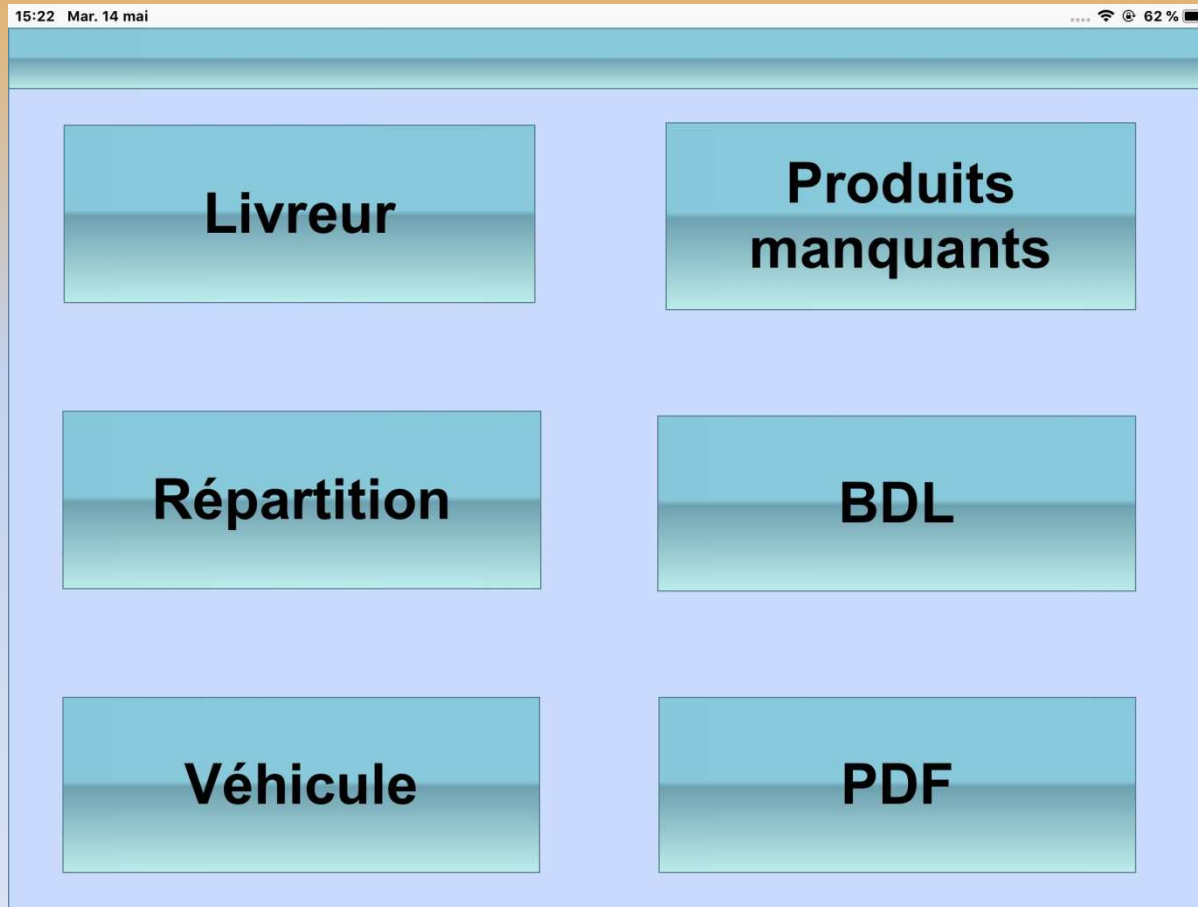 15:22 Mar. 14 mai
62 %
Livreur
Produits
manquants
Répartition
BDL
Véhicule
PDF